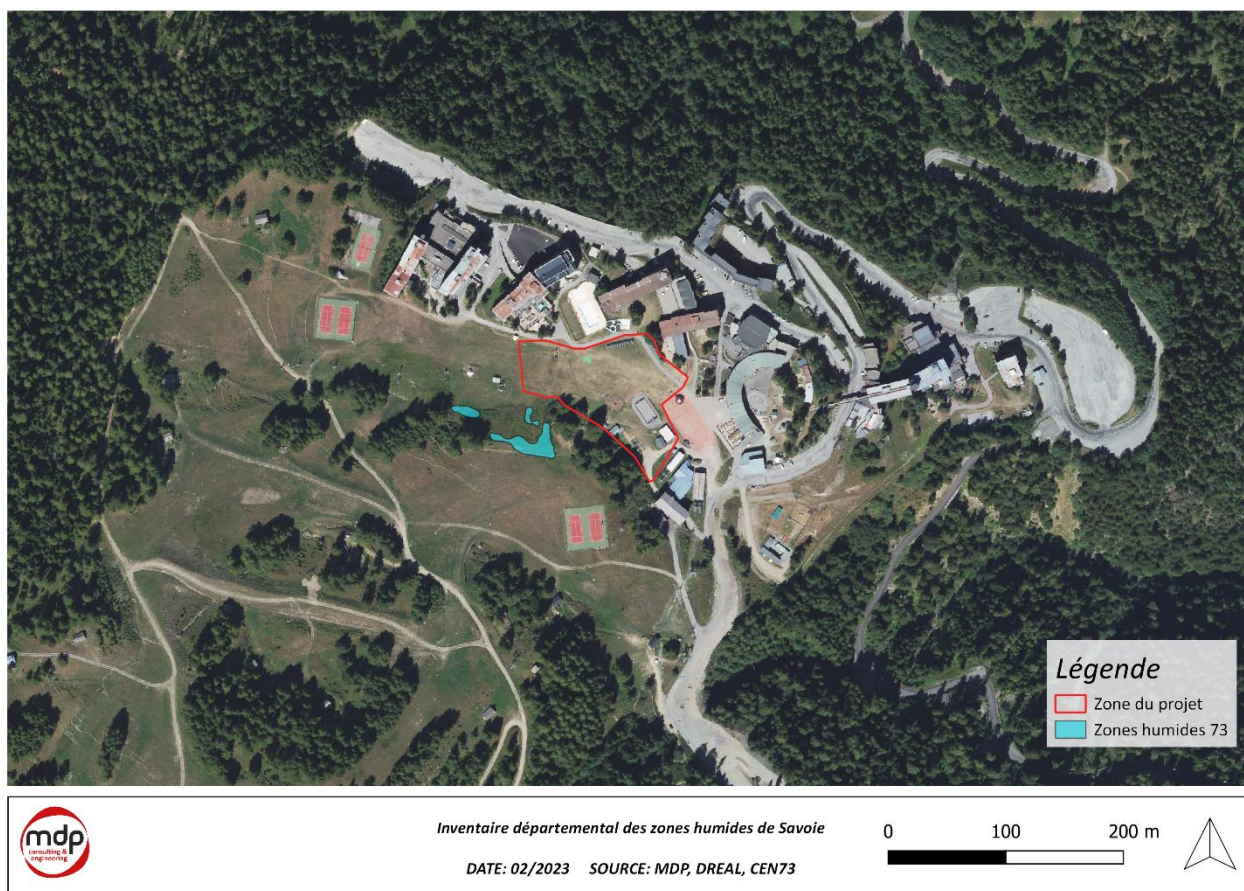 Légende
Zone du projet
Zones humides 73
mdp
consulting &
engineering
Inventaire départemental des zones humides de Savoie
DATE: 02/2023 SOURCE: MDP, DREAL, CEN73
0 100 200 m